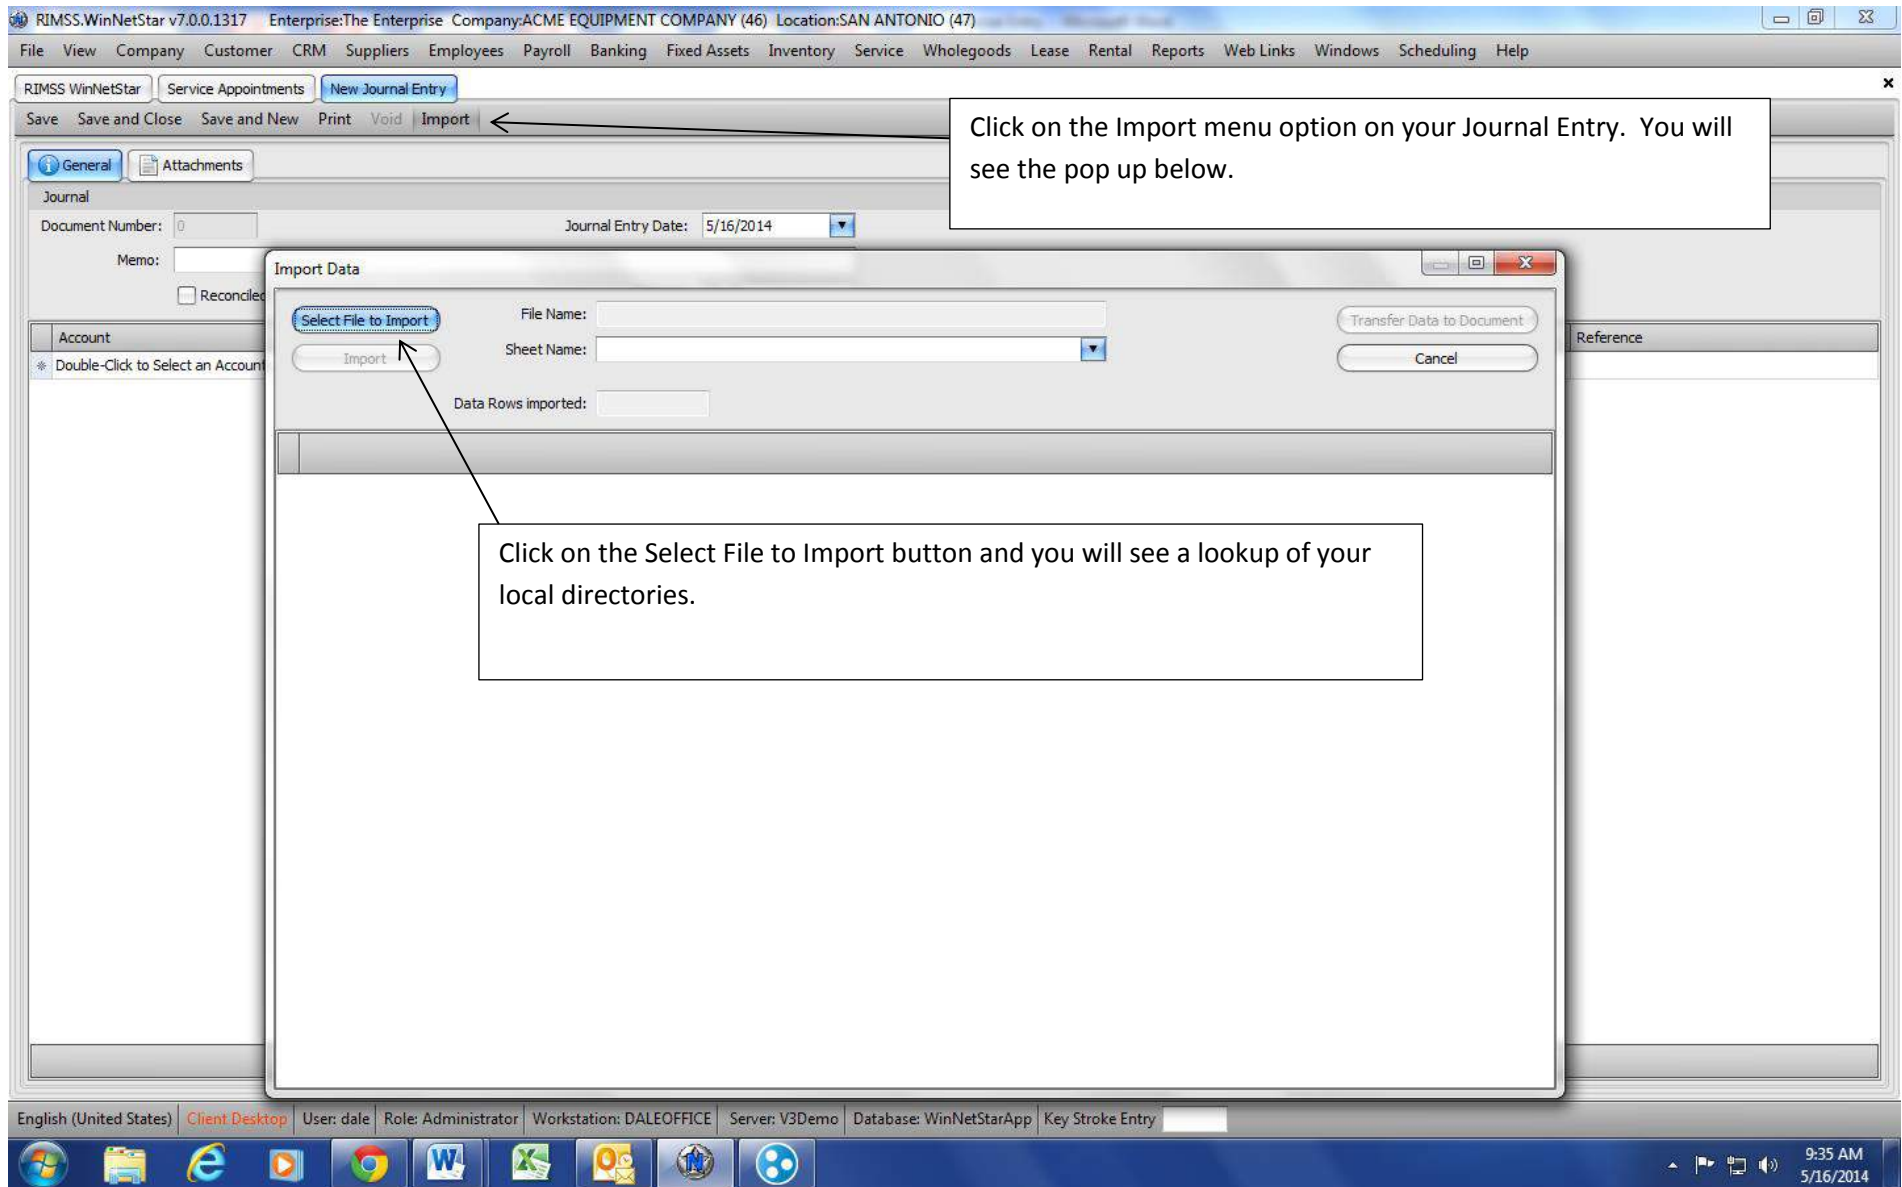 RIMSS.WinNetStar v7.0.0.1317 Enterprise:The Enterprise Company:ACME EQUIPMENT COMPANY (46) Location:SAN ANTONIO (47)
File View Company Customer CRM Suppliers Employees Payroll Banking Fixed Assets Inventory Service Wholegoods Lease Rental Reports Web Links Windows Scheduling Help
RIMSS WinNetStar Service Appointments New Journal Entry
Save Save and Close Save and New Print Void Import
Click on the Import menu option on your Journal Entry. You will
see the pop up below.
General Attachments
Journal
Document Number: 0 Journal Entry Date: 5/16/2014
Memo:
Reconciled
Import Data
Select File to Import File Name: Transfer Data to Document
Import Sheet Name: Cancel
Data Rows imported:
Account Reference
Double-Click to Select an Account
Click on the Select File to Import button and you will see a lookup of your
local directories.
English (United States) Client Desktop User: dale Role: Administrator Workstation: DALEOFFICE Server: V3Demo Database: WinNetStarApp Key Stroke Entry
9:35 AM
5/16/2014